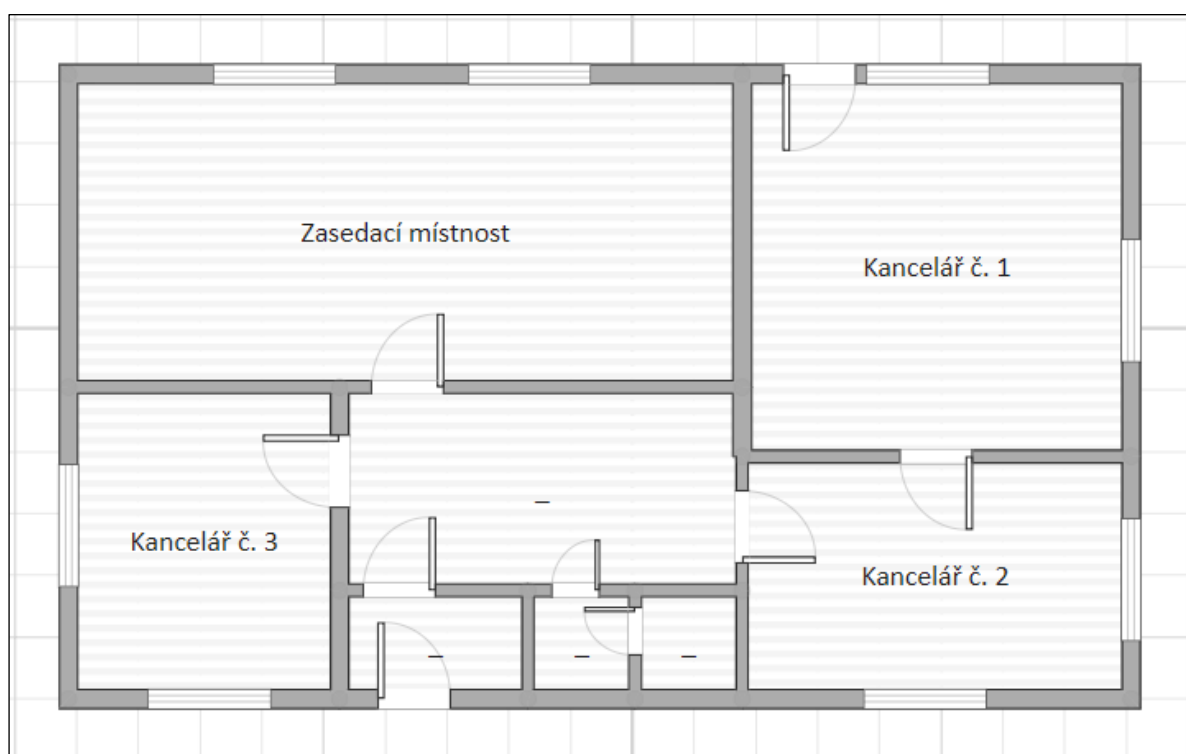 Zasedací místnost
Kancelář č. 1
–
Kancelář č. 3
Kancelář č. 2
–
–
–